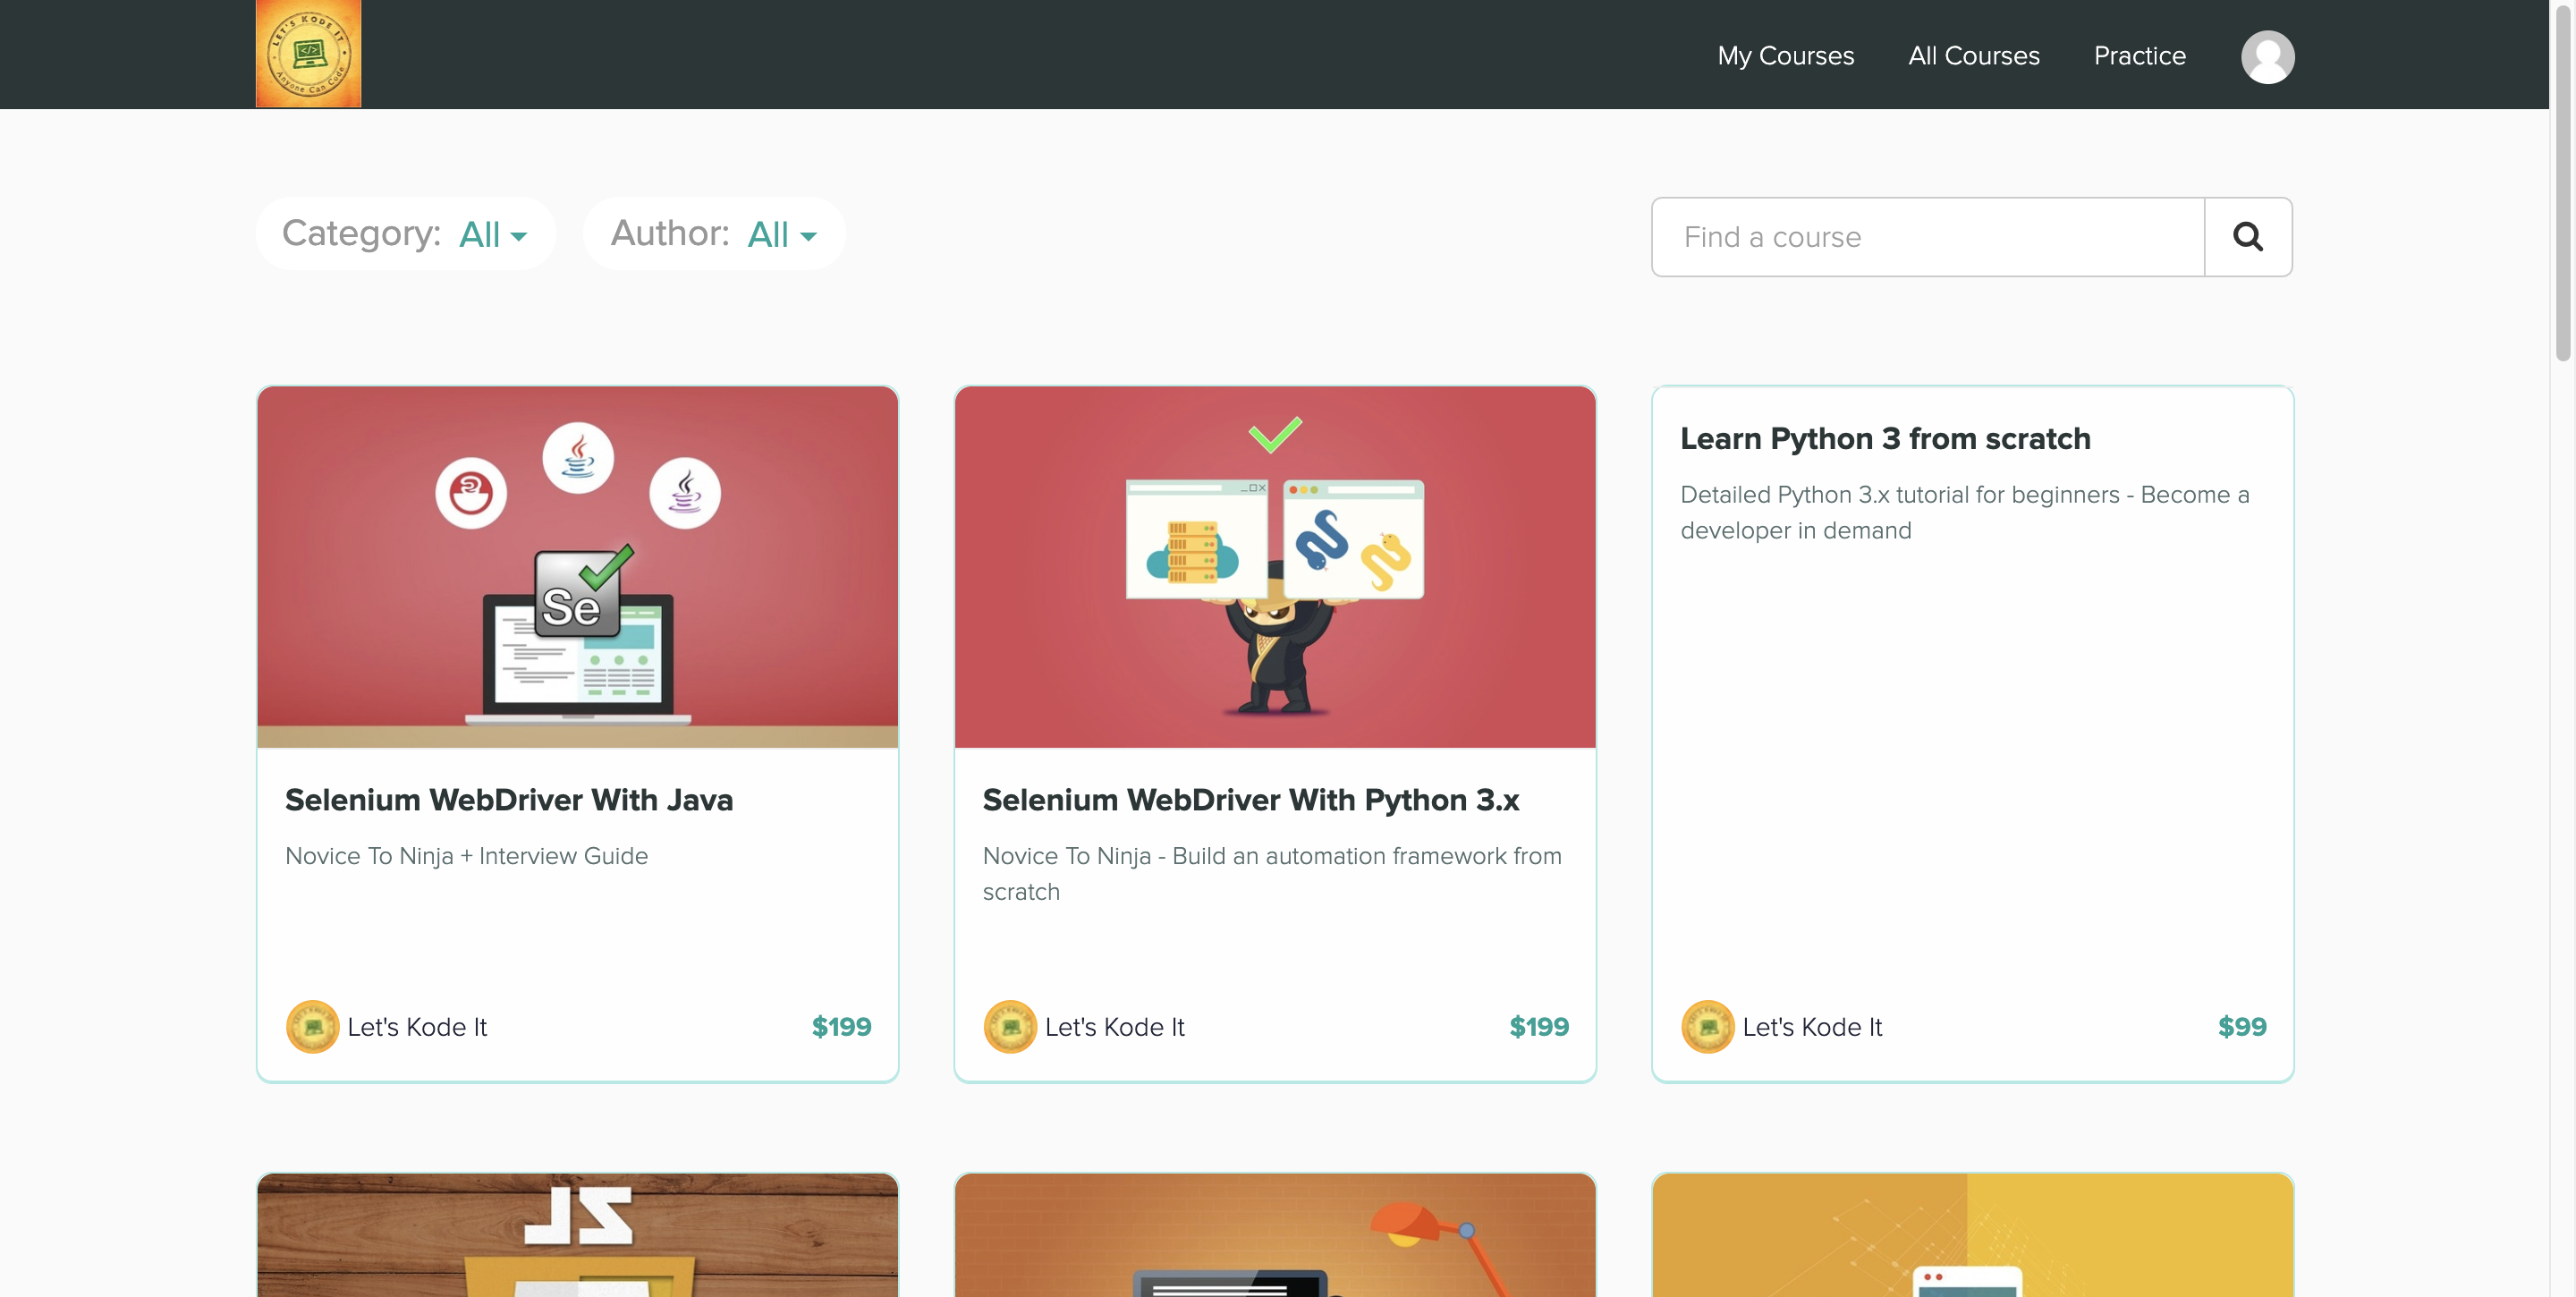 LET'S KODE IT
</>
Anyone Can Code
My Courses
All Courses
Practice
Category: All
Author: All
Find a course
Se
Selenium WebDriver With Java
Novice To Ninja + Interview Guide
Let's Kode It
$199
Selenium WebDriver With Python 3.x
Novice To Ninja - Build an automation framework from
scratch
Let's Kode It
$199
Learn Python 3 from scratch
Detailed Python 3.x tutorial for beginners - Become a
developer in demand
Let's Kode It
$99
JS